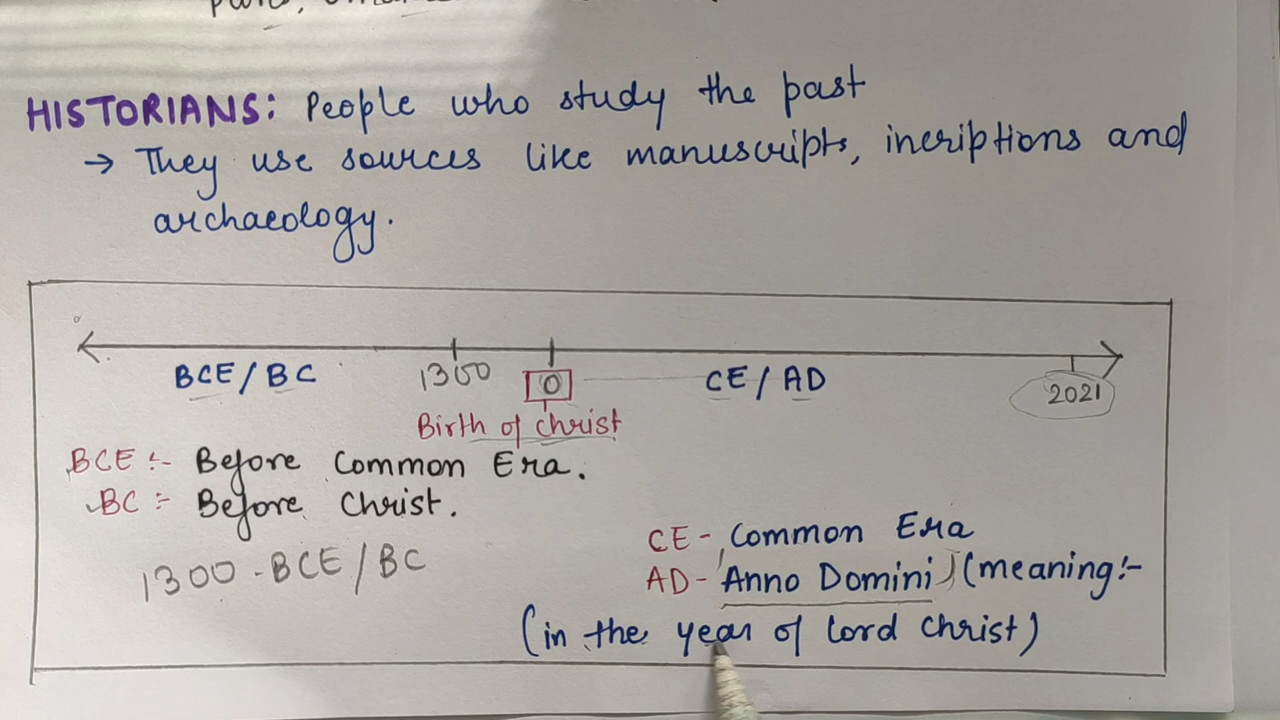 HISTORIANS: People who study the past
→ They use sources like manuscripts, incriptions and
archaeology.
BCE / BC 1300 0 CE / AD 2021
Birth of christ
BCE :- Before Common Era.
BC :- Before Christ.
1300 - BCE / BC
CE - Common Era
AD - Anno Domini (meaning:-
(in the year of lord christ)